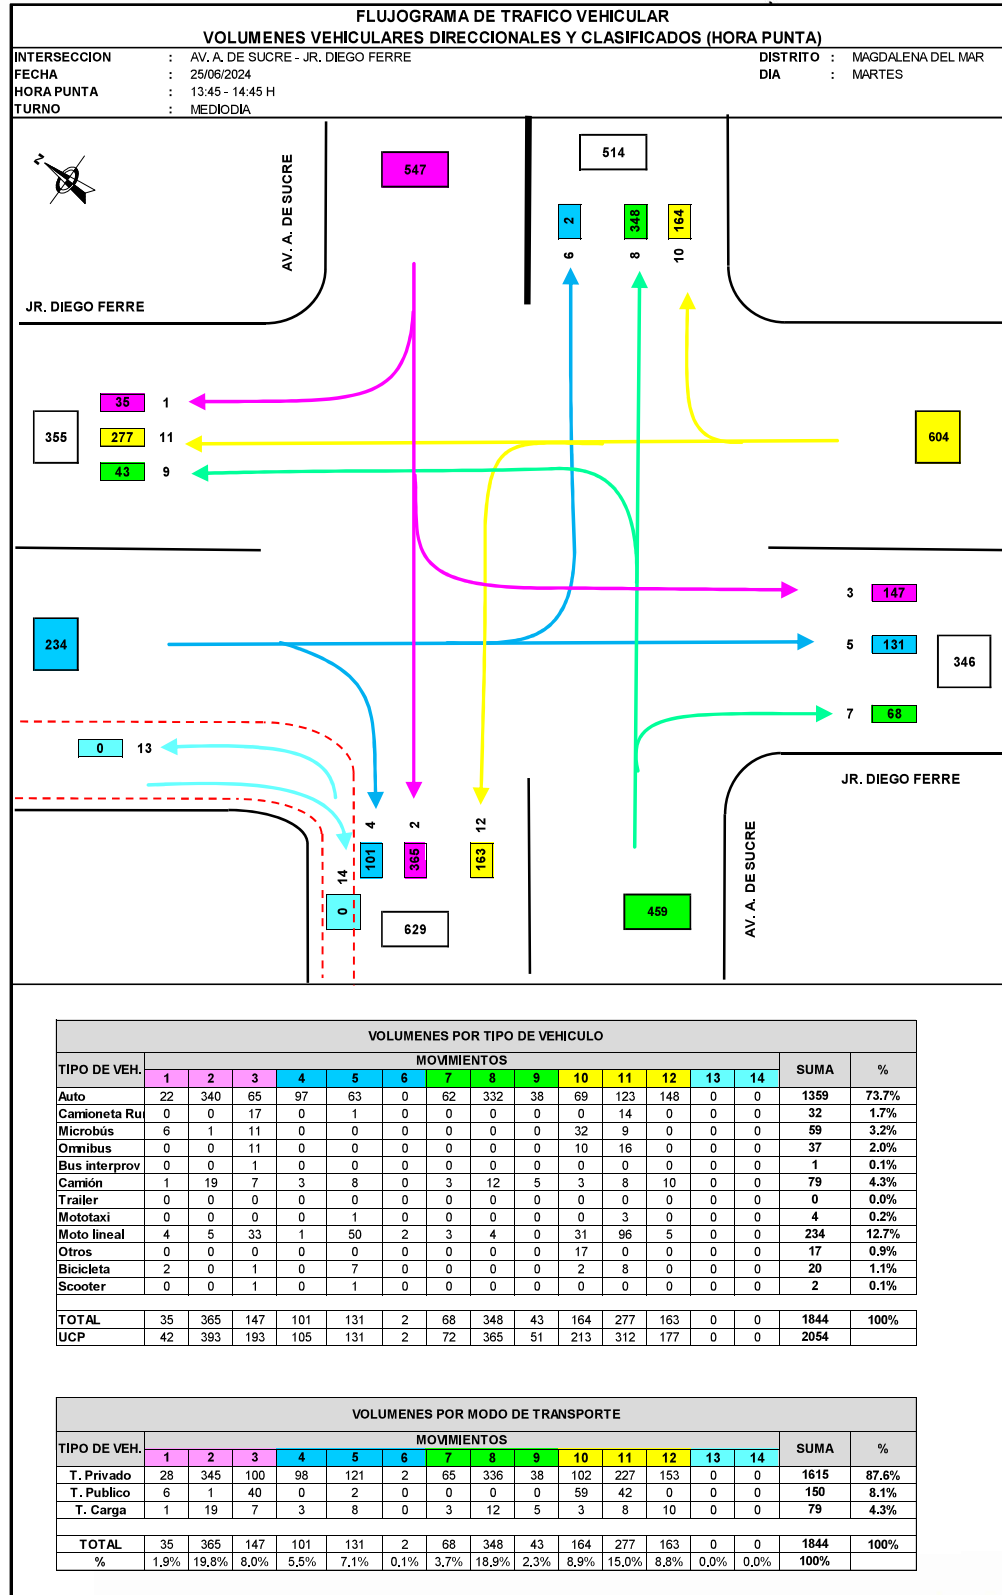 FLUJOGRAMA DE TRAFICO VEHICULAR
VOLUMENES VEHICULARES DIRECCIONALES Y CLASIFICADOS (HORA PUNTA)
INTERSECCION : AV. A. DE SUCRE - JR. DIEGO FERRE DISTRITO : MAGDALENA DEL MAR
FECHA : 25/06/2024 DIA : MARTES
HORA PUNTA : 13:45 - 14:45 H
TURNO : MEDIODIA
Z
AV. A. DE SUCRE
547
514
2 348 164
6 8 10
JR. DIEGO FERRE
35 1
355 277 11 604
43 9
3 147
234 5 131 346
7 68
0 13
JR. DIEGO FERRE
4 2 12
101 365 163
14
0
629
459
AV. A. DE SUCRE
VOLUMENES POR TIPO DE VEHICULO
TIPO DE VEH. MOVIMIENTOS SUMA %
1 2 3 4 5 6 7 8 9 10 11 12 13 14
Auto 22 340 65 97 63 0 62 332 38 69 123 148 0 0 1359 73.7%
Camioneta Rur 0 0 17 0 1 0 0 0 0 0 14 0 0 0 32 1.7%
Microbús 6 1 11 0 0 0 0 0 0 32 9 0 0 0 59 3.2%
Omnibus 0 0 11 0 0 0 0 0 0 10 16 0 0 0 37 2.0%
Bus interprov 0 0 1 0 0 0 0 0 0 0 0 0 0 0 1 0.1%
Camión 1 19 7 3 8 0 3 12 5 3 8 10 0 0 79 4.3%
Trailer 0 0 0 0 0 0 0 0 0 0 0 0 0 0 0 0.0%
Mototaxi 0 0 0 0 1 0 0 0 0 0 3 0 0 0 4 0.2%
Moto lineal 4 5 33 1 50 2 3 4 0 31 96 5 0 0 234 12.7%
Otros 0 0 0 0 0 0 0 0 0 17 0 0 0 0 17 0.9%
Bicicleta 2 0 1 0 7 0 0 0 0 2 8 0 0 0 20 1.1%
Scooter 0 0 1 0 1 0 0 0 0 0 0 0 0 0 2 0.1%
TOTAL 35 365 147 101 131 2 68 348 43 164 277 163 0 0 1844 100%
UCP 42 393 193 105 131 2 72 365 51 213 312 177 0 0 2054
VOLUMENES POR MODO DE TRANSPORTE
TIPO DE VEH. MOVIMIENTOS SUMA %
1 2 3 4 5 6 7 8 9 10 11 12 13 14
T. Privado 28 345 100 98 121 2 65 336 38 102 227 153 0 0 1615 87.6%
T. Publico 6 1 40 0 2 0 0 0 0 59 42 0 0 0 150 8.1%
T. Carga 1 19 7 3 8 0 3 12 5 3 8 10 0 0 79 4.3%
TOTAL 35 365 147 101 131 2 68 348 43 164 277 163 0 0 1844 100%
% 1.9% 19.8% 8.0% 5.5% 7.1% 0.1% 3.7% 18.9% 2.3% 8.9% 15.0% 8.8% 0.0% 0.0% 100%